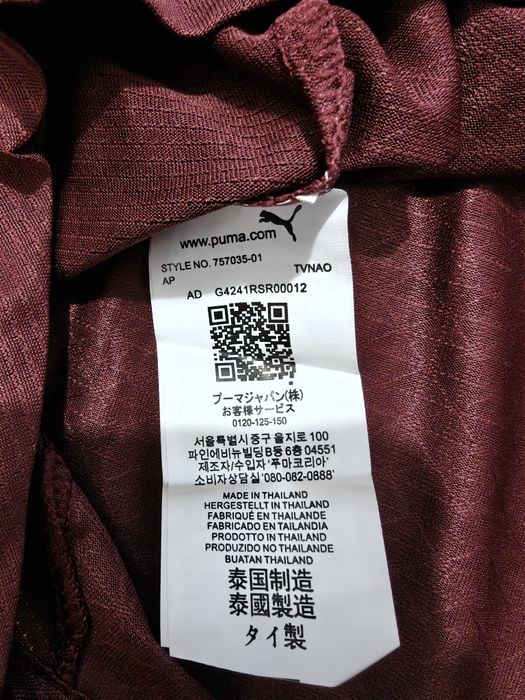 www.puma.com
STYLE NO. 757035-01 TVNAO
AP
AD G4241RSR00012
プーマジャパン(株)
お客様サービス
0120-125-150
서울특별시 중구 을지로 100
파인에비뉴빌딩B동 6층 04551
제조자/수입자 '푸마코리아'
소비자상담실 '080-082-0888'
MADE IN THAILAND
HERGESTELLT IN THAILAND
FABRIQUÉ EN THAILANDE
FABRICADO EN TAILANDIA
PRODOTTO IN THAILANDIA
PRODUZIDO NO THAILANDE
BUATAN THAILAND
泰国制造
泰國製造
タイ製